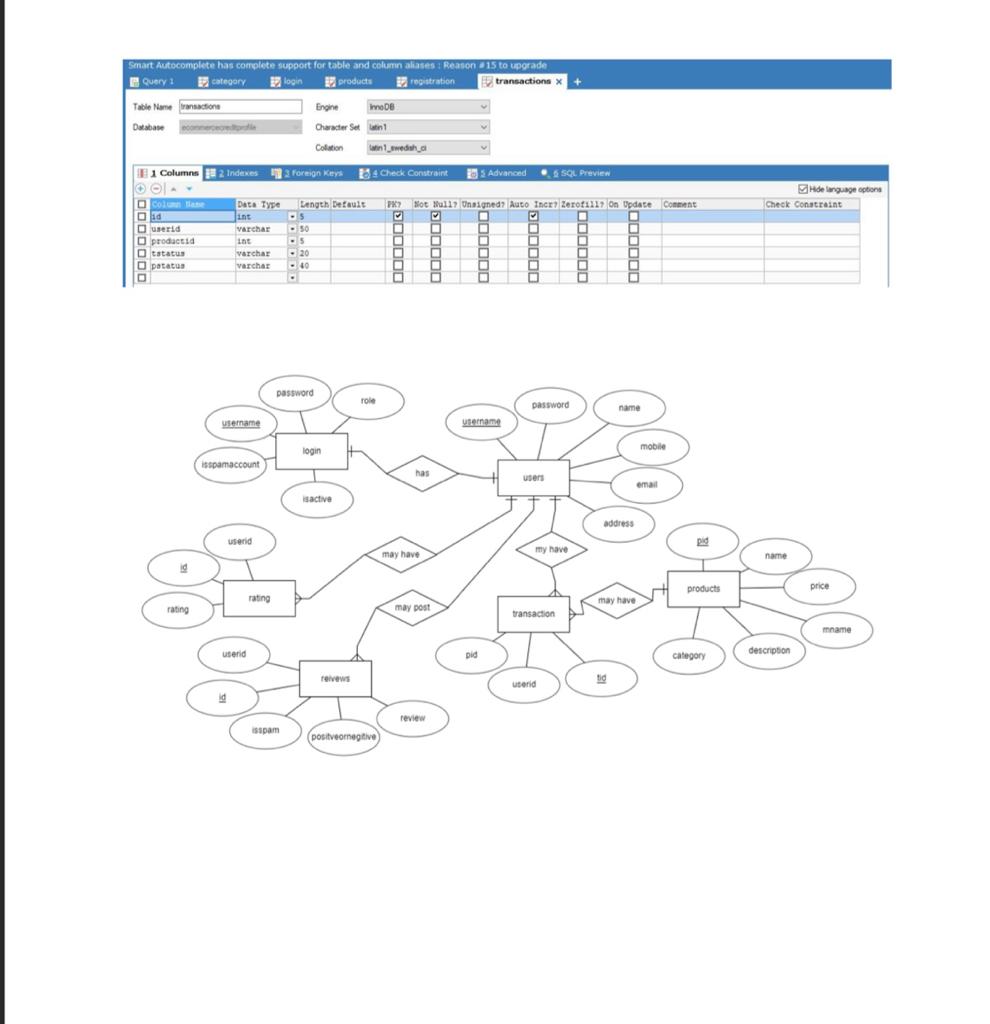 Smart Autocomplete has complete support for table and column aliases : Reason #15 to upgrade
Query 1 category login products registration transactions x +
Table Name transactions Engine InnoDB
Database ecommercecreditprofile Character Set latin1
Collation latin1_swedish_ci
1 Columns 2 Indexes 3 Foreign Keys 4 Check Constraint 5 Advanced 6 SQL Preview
Hide language options
Column Name Data Type Length Default PK? Not Null? Unsigned? Auto Incr? Zerofill? On Update Comment Check Constraint
id int 5
userid varchar 50
productid int 5
tstatus varchar 20
pstatus varchar 40
password
role
username
login
isspamaccount
isactive
has
username
password
name
mobile
users
email
address
userid
id
rating
rating
may have
my have
pid
name
products
price
mname
description
category
may have
transaction
pid
userid
tid
may post
userid
reivews
id
isspam
positveornegitive
review